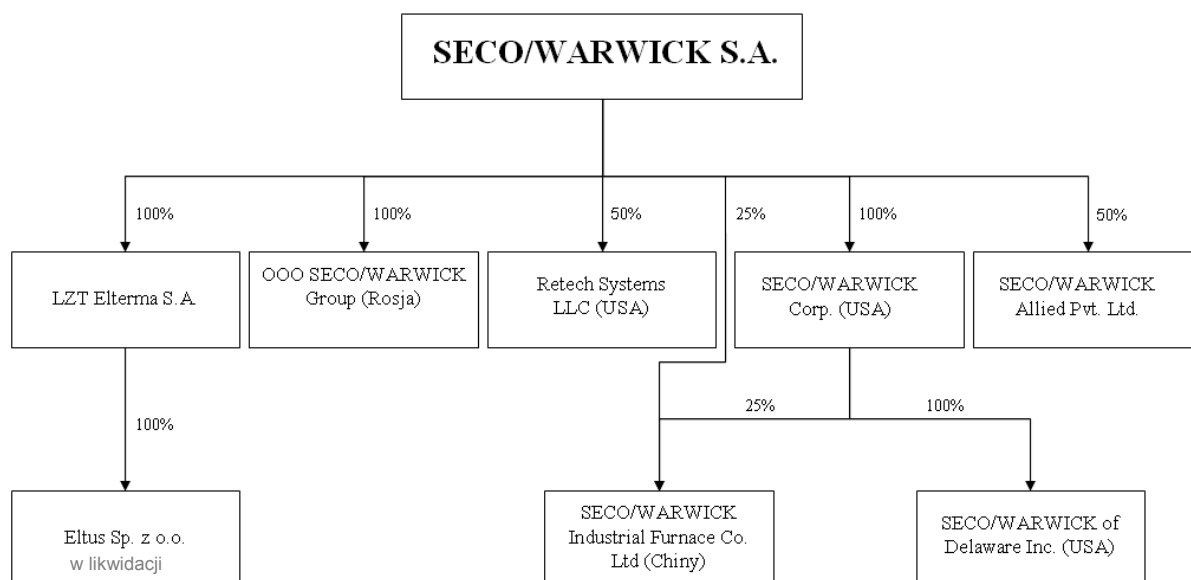 SECO/WARWICK S.A.
100%
100%
50%
25%
100%
50%
LZT Elterma S.A.
OOO SECO/WARWICK
Group (Rosja)
Retech Systems
LLC (USA)
SECO/WARWICK
Corp. (USA)
SECO/WARWICK
Allied Pvt. Ltd.
100%
25%
100%
Eltus Sp. z o.o.
w likwidacji
SECO/WARWICK
Industrial Furnace Co.
Ltd (Chiny)
SECO/WARWICK of
Delaware Inc. (USA)